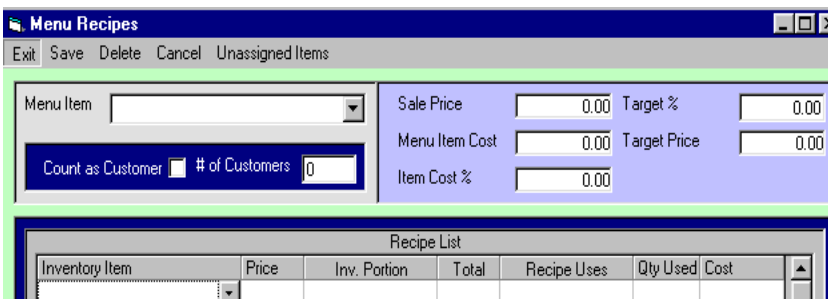 Menu Recipes
Exit Save Delete Cancel Unassigned Items
Menu Item
Count as Customer # of Customers 0
Sale Price 0.00 Target % 0.00
Menu Item Cost 0.00 Target Price 0.00
Item Cost % 0.00
Recipe List
Inventory Item Price Inv. Portion Total Recipe Uses Qty Used Cost